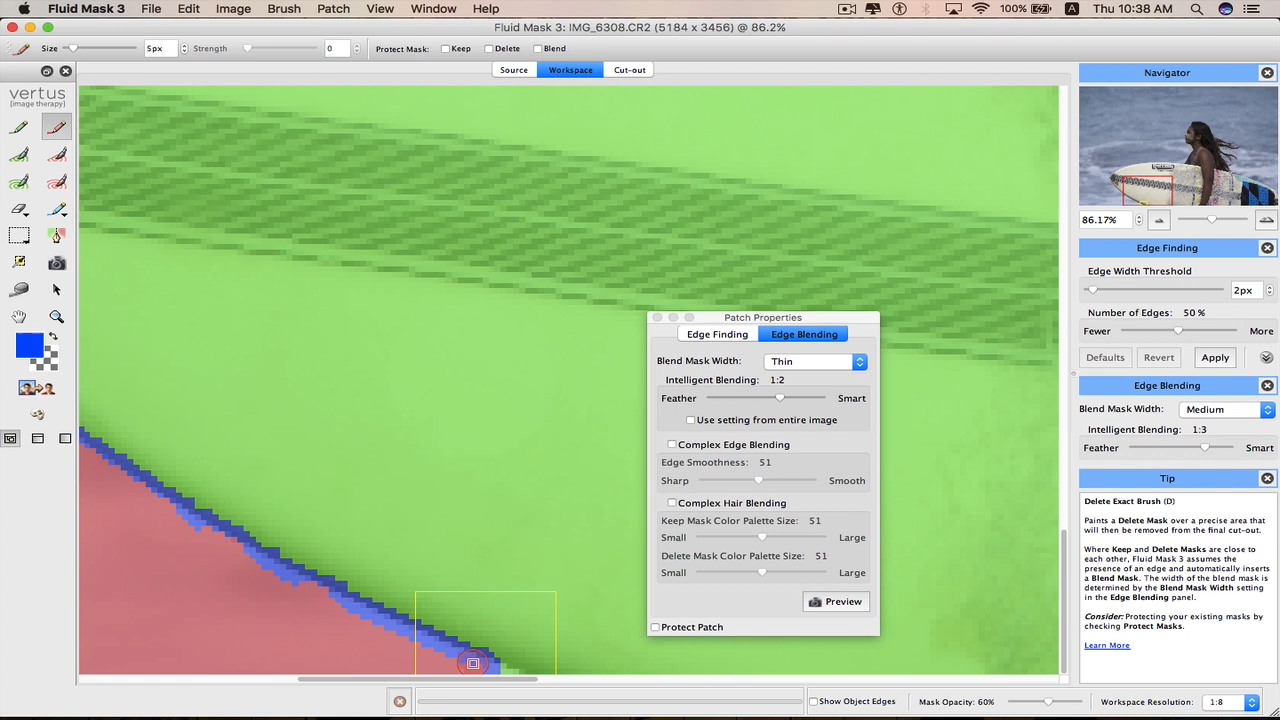 Fluid Mask 3 File Edit Image Brush Patch View Window Help 100% A Thu 10:38 AM
Fluid Mask 3: IMG_6308.CR2 (5184 x 3456) @ 86.2%
Size 5px Strength 0 Protect Mask: Keep Delete Blend
Source Workspace Cut-out
vertus
[image therapy]
Navigator
86.17%
Edge Finding
Edge Width Threshold
2px
Number of Edges: 50 %
Fewer More
Defaults Revert Apply
Edge Blending
Blend Mask Width: Medium
Intelligent Blending: 1:3
Feather Smart
Tip
Delete Exact Brush (D)
Paints a Delete Mask over a precise area that
will then be removed from the final cut-out.
Where Keep and Delete Masks are close to
each other, Fluid Mask 3 assumes the
presence of an edge and automatically inserts
a Blend Mask. The width of the blend mask is
determined by the Blend Mask Width setting
in the Edge Blending panel.
Consider: Protecting your existing masks by
checking Protect Masks.
Learn More
Patch Properties
Edge Finding Edge Blending
Blend Mask Width: Thin
Intelligent Blending: 1:2
Feather Smart
Use setting from entire image
Complex Edge Blending
Edge Smoothness: 51
Sharp Smooth
Complex Hair Blending
Keep Mask Color Palette Size: 51
Small Large
Delete Mask Color Palette Size: 51
Small Large
Preview
Protect Patch
Show Object Edges Mask Opacity: 60% Workspace Resolution: 1:8